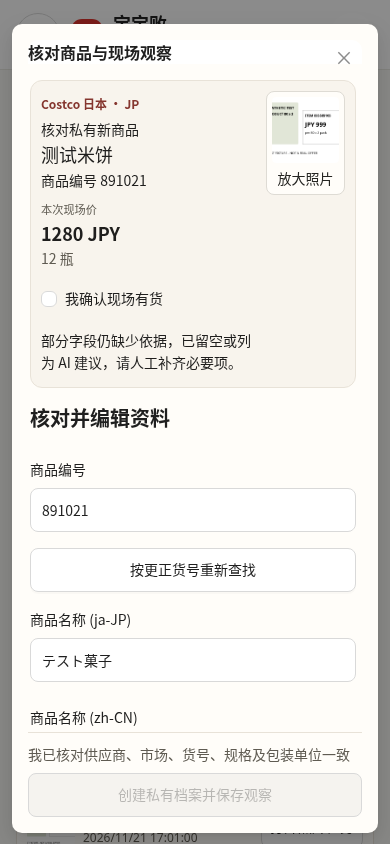 核对商品与现场观察
Costco 日本 · JP
核对私有新商品
测试米饼
商品编号 891021
JPY 999
放大照片
本次现场价
1280 JPY
12 瓶
我确认现场有货
部分字段仍缺少依据，已留空或列
为 AI 建议，请人工补齐必要项。
核对并编辑资料
商品编号
891021
按更正货号重新查找
商品名称 (ja-JP)
テスト菓子
商品名称 (zh-CN)
我已核对供应商、市场、货号、规格及包装单位一致
创建私有档案并保存观察
2026/11/21 17:01:00